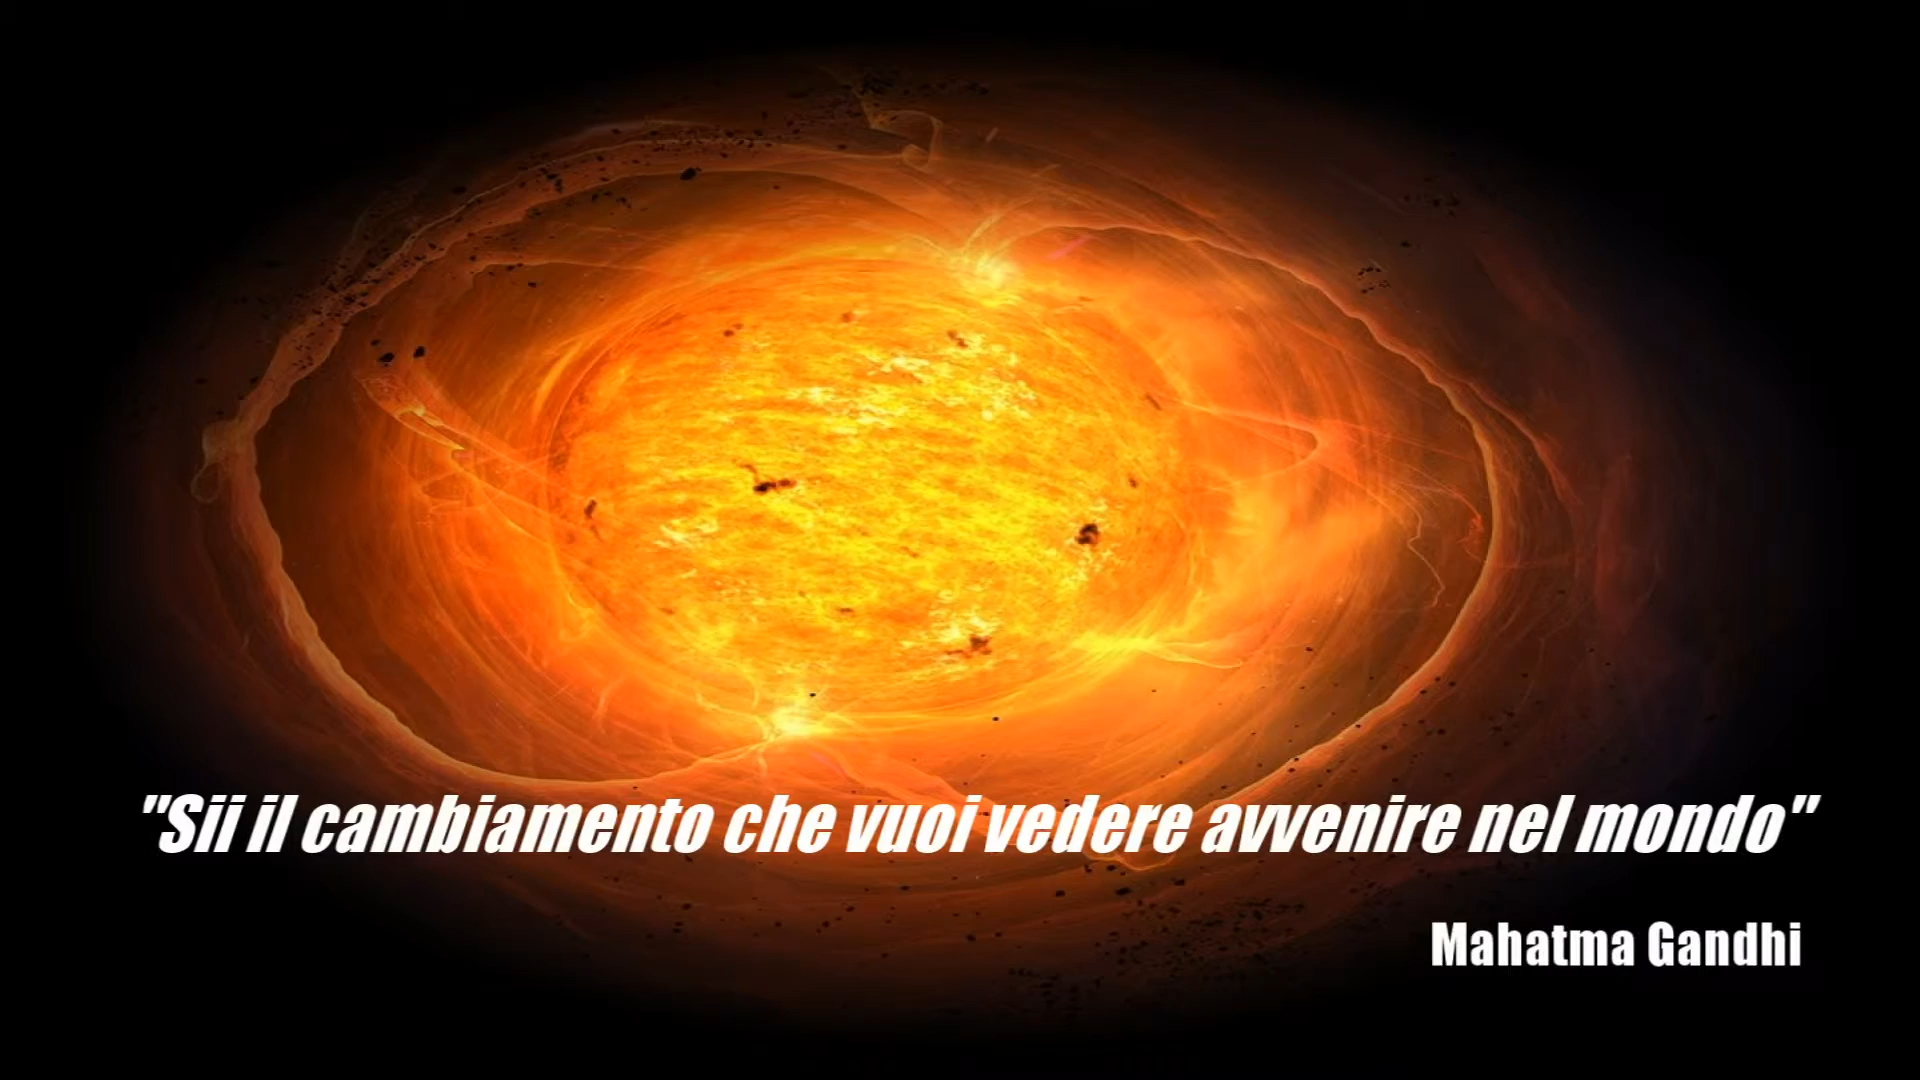 "Sii il cambiamento che vuoi vedere avvenire nel mondo"
Mahatma Gandhi